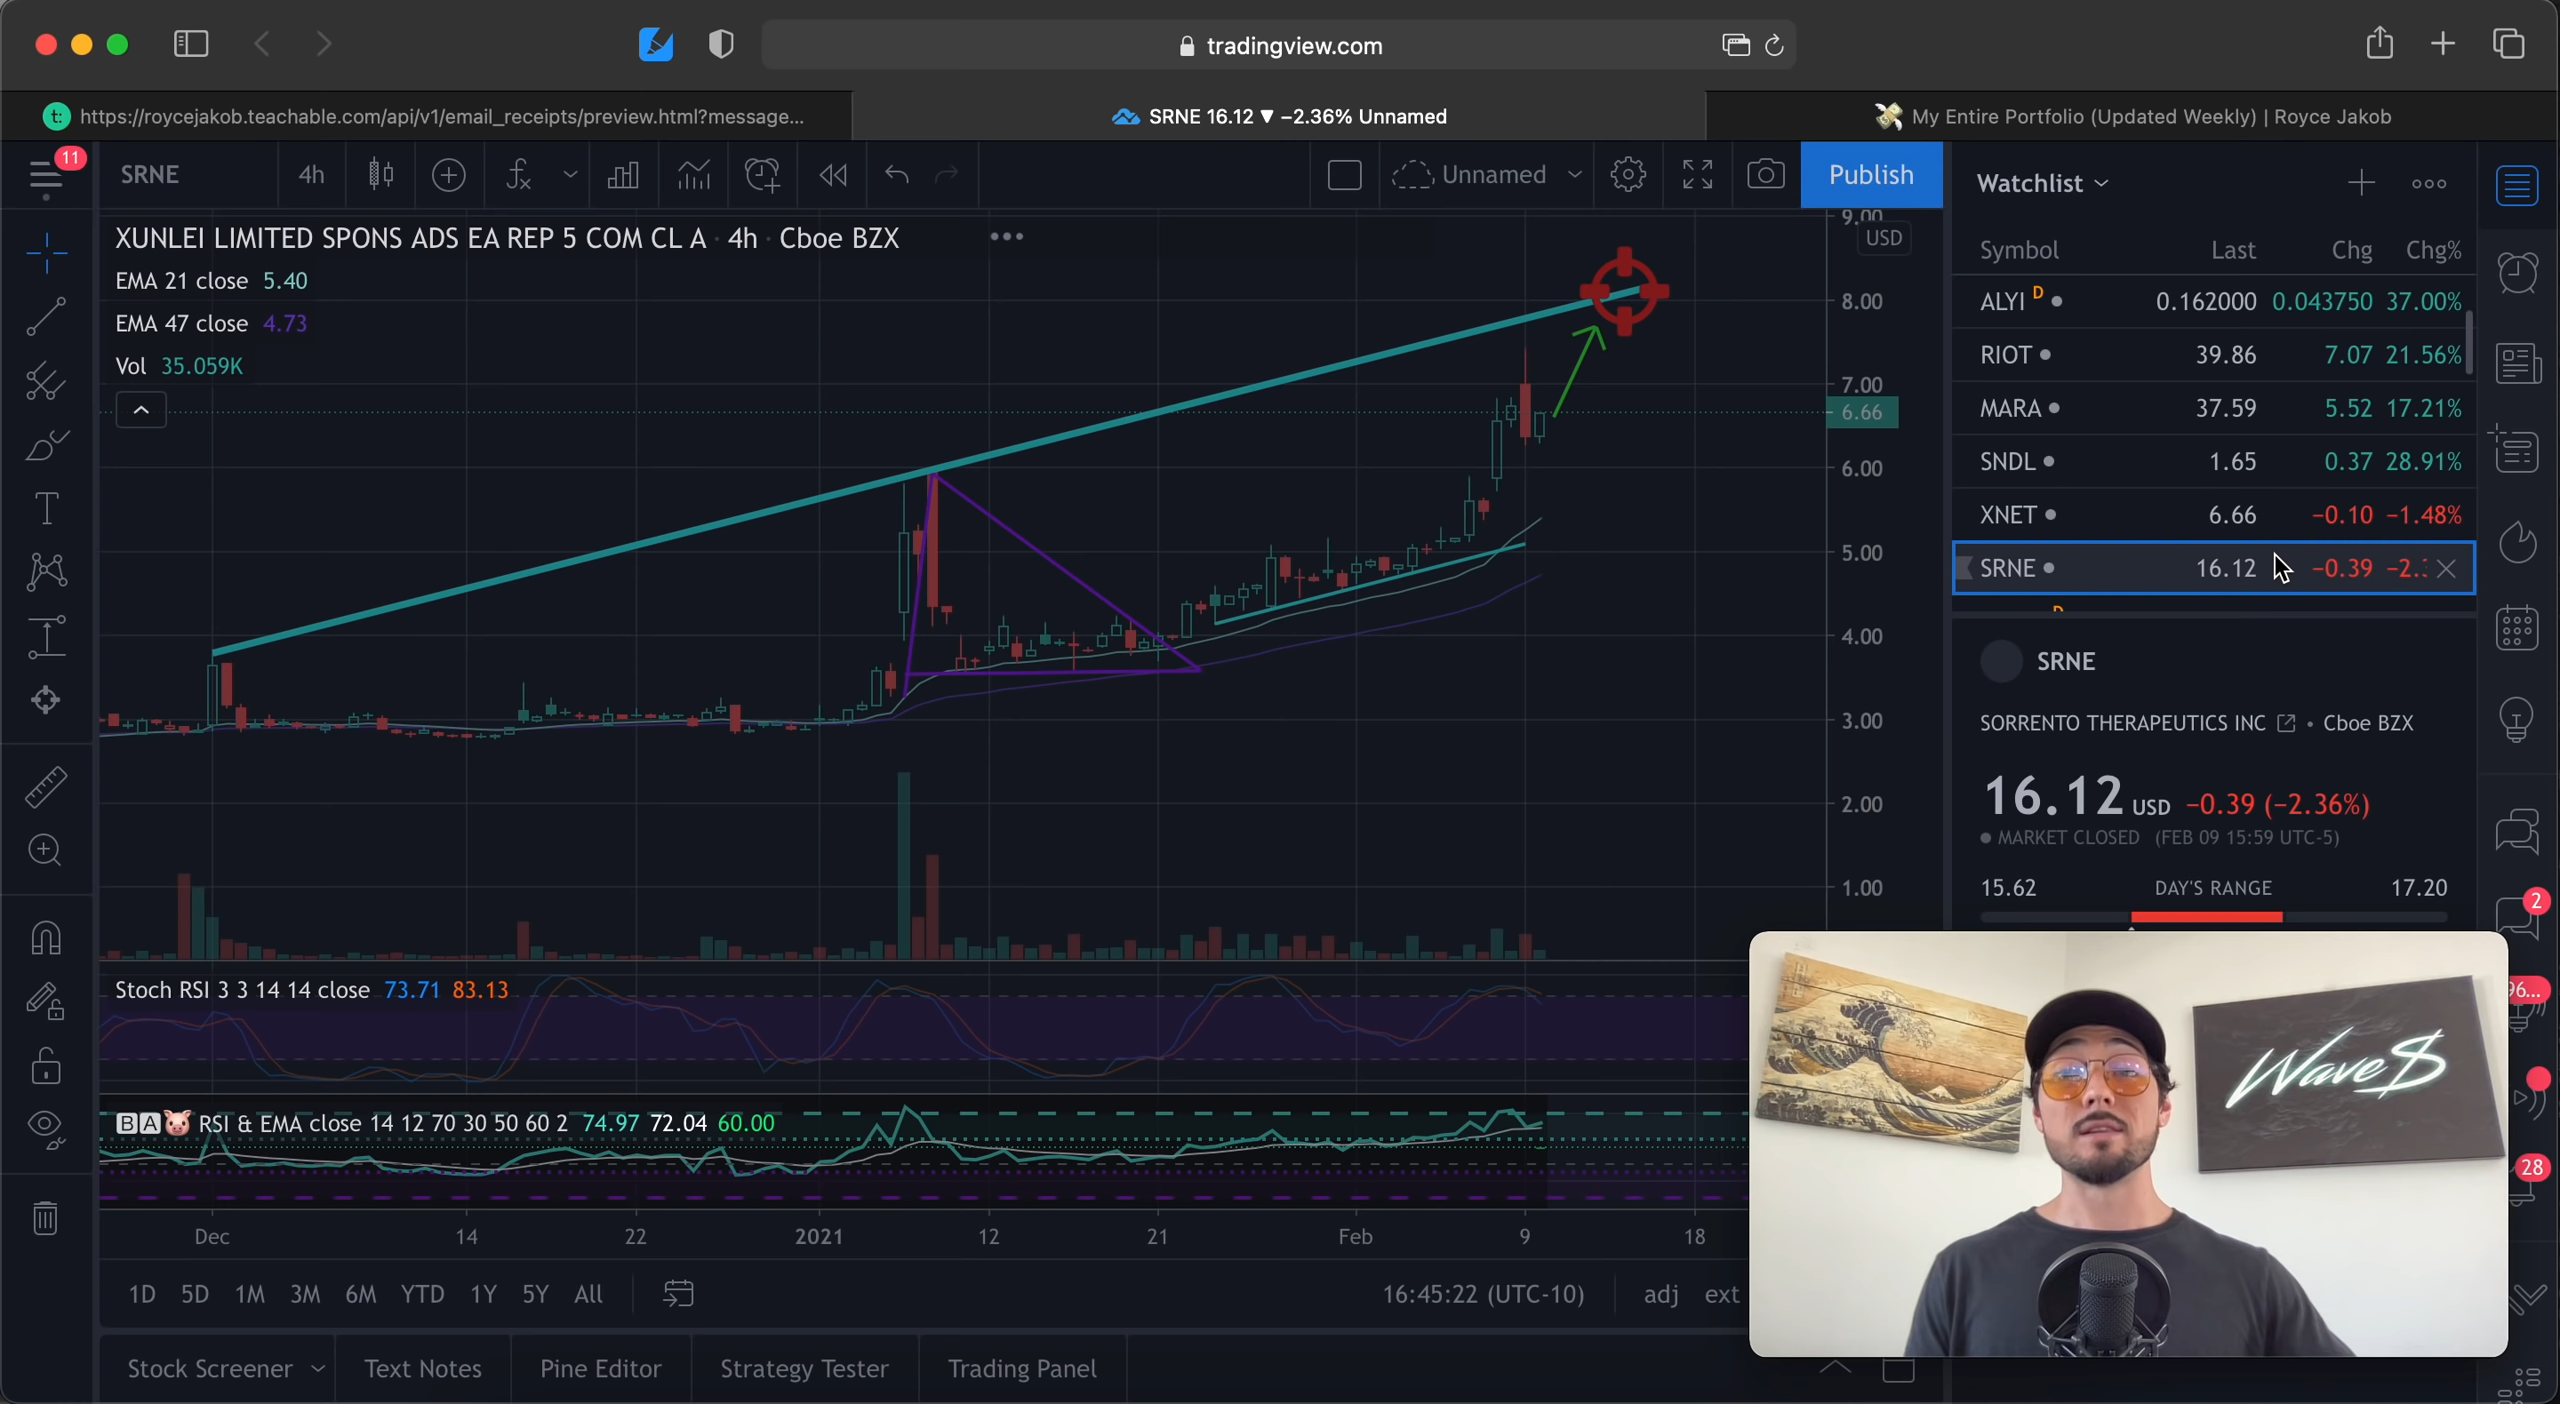 tradingview.com
t: https://roycejakob.teachable.com/api/v1/email_receipts/preview.html?message...
SRNE 16.12 ▼ −2.36% Unnamed
My Entire Portfolio (Updated Weekly) | Royce Jakob
11
SRNE
4h
Unnamed
Publish
Watchlist
XUNLEI LIMITED SPONS ADS EA REP 5 COM CL A · 4h · Cboe BZX
EMA 21 close 5.40
EMA 47 close 4.73
Vol 35.059K
9.00
USD
8.00
7.00
6.66
6.00
5.00
4.00
3.00
2.00
1.00
Symbol Last Chg Chg%
ALYI D 0.162000 0.043750 37.00%
RIOT 39.86 7.07 21.56%
MARA 37.59 5.52 17.21%
SNDL 1.65 0.37 28.91%
XNET 6.66 −0.10 −1.48%
SRNE 16.12 −0.39
SRNE
SORRENTO THERAPEUTICS INC • Cboe BZX
16.12 USD −0.39 (−2.36%)
MARKET CLOSED (FEB 09 15:59 UTC-5)
15.62 DAY'S RANGE 17.20
Stoch RSI 3 3 14 14 close 73.71 83.13
B A RSI & EMA close 14 12 70 30 50 60 2 74.97 72.04 60.00
Dec 14 22 2021 12 21 Feb 9 18
1D 5D 1M 3M 6M YTD 1Y 5Y All
16:45:22 (UTC-10) adj ext
Stock Screener Text Notes Pine Editor Strategy Tester Trading Panel
Wave$
2
96...
28